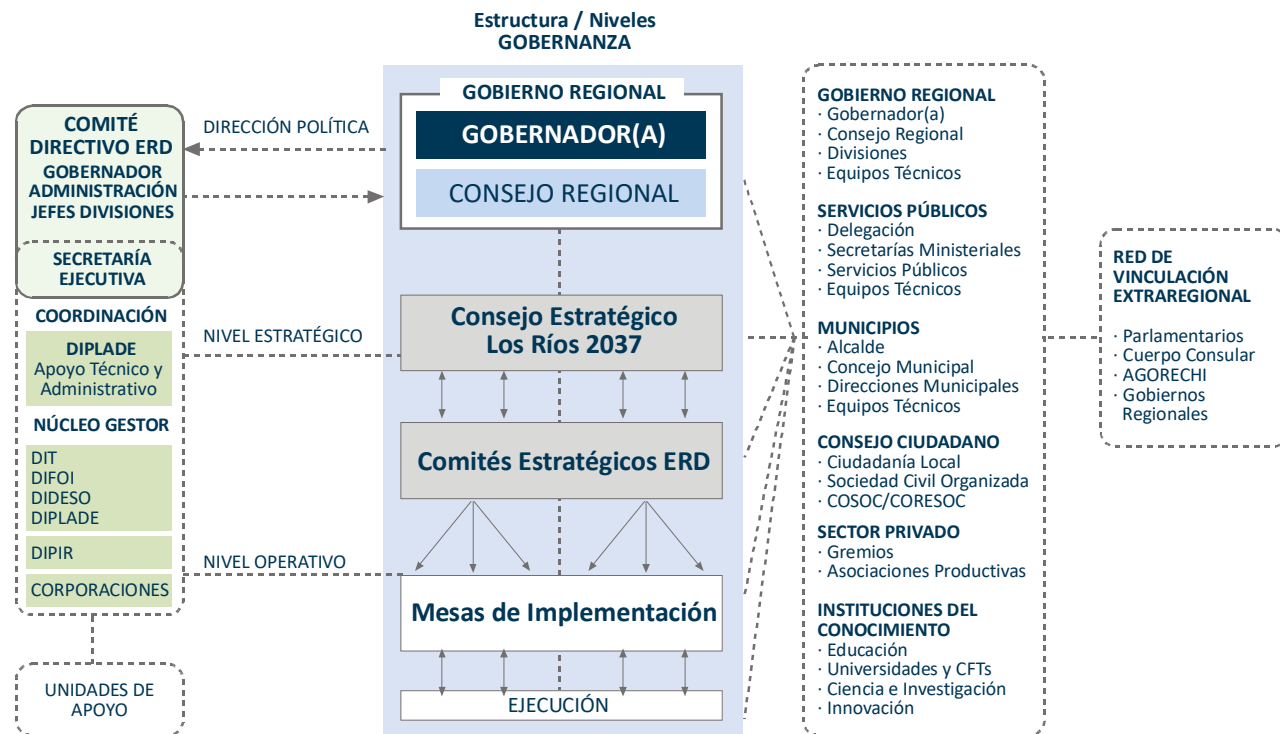 Estructura / Niveles
GOBERNANZA
COMITÉ
DIRECTIVO ERD
GOBERNADOR
ADMINISTRACIÓN
JEFES DIVISIONES
SECRETARÍA
EJECUTIVA
COORDINACIÓN
DIPLADE
Apoyo Técnico y
Administrativo
NÚCLEO GESTOR
DIT
DIFOI
DIDESO
DIPLADE
DIPIR
CORPORACIONES
UNIDADES DE
APOYO
DIRECCIÓN POLÍTICA
NIVEL ESTRATÉGICO
NIVEL OPERATIVO
GOBIERNO REGIONAL
GOBERNADOR(A)
CONSEJO REGIONAL
Consejo Estratégico
Los Ríos 2037
Comités Estratégicos ERD
Mesas de Implementación
EJECUCIÓN
GOBIERNO REGIONAL
· Gobernador(a)
· Consejo Regional
· Divisiones
· Equipos Técnicos
SERVICIOS PÚBLICOS
· Delegación
· Secretarías Ministeriales
· Servicios Públicos
· Equipos Técnicos
MUNICIPIOS
· Alcalde
· Concejo Municipal
· Direcciones Municipales
· Equipos Técnicos
CONSEJO CIUDADANO
· Ciudadanía Local
· Sociedad Civil Organizada
· COSOC/CORESOC
SECTOR PRIVADO
· Gremios
· Asociaciones Productivas
INSTITUCIONES DEL
CONOCIMIENTO
· Educación
· Universidades y CFTs
· Ciencia e Investigación
· Innovación
RED DE
VINCULACIÓN
EXTRAREGIONAL
· Parlamentarios
· Cuerpo Consular
· AGORECHI
· Gobiernos
Regionales